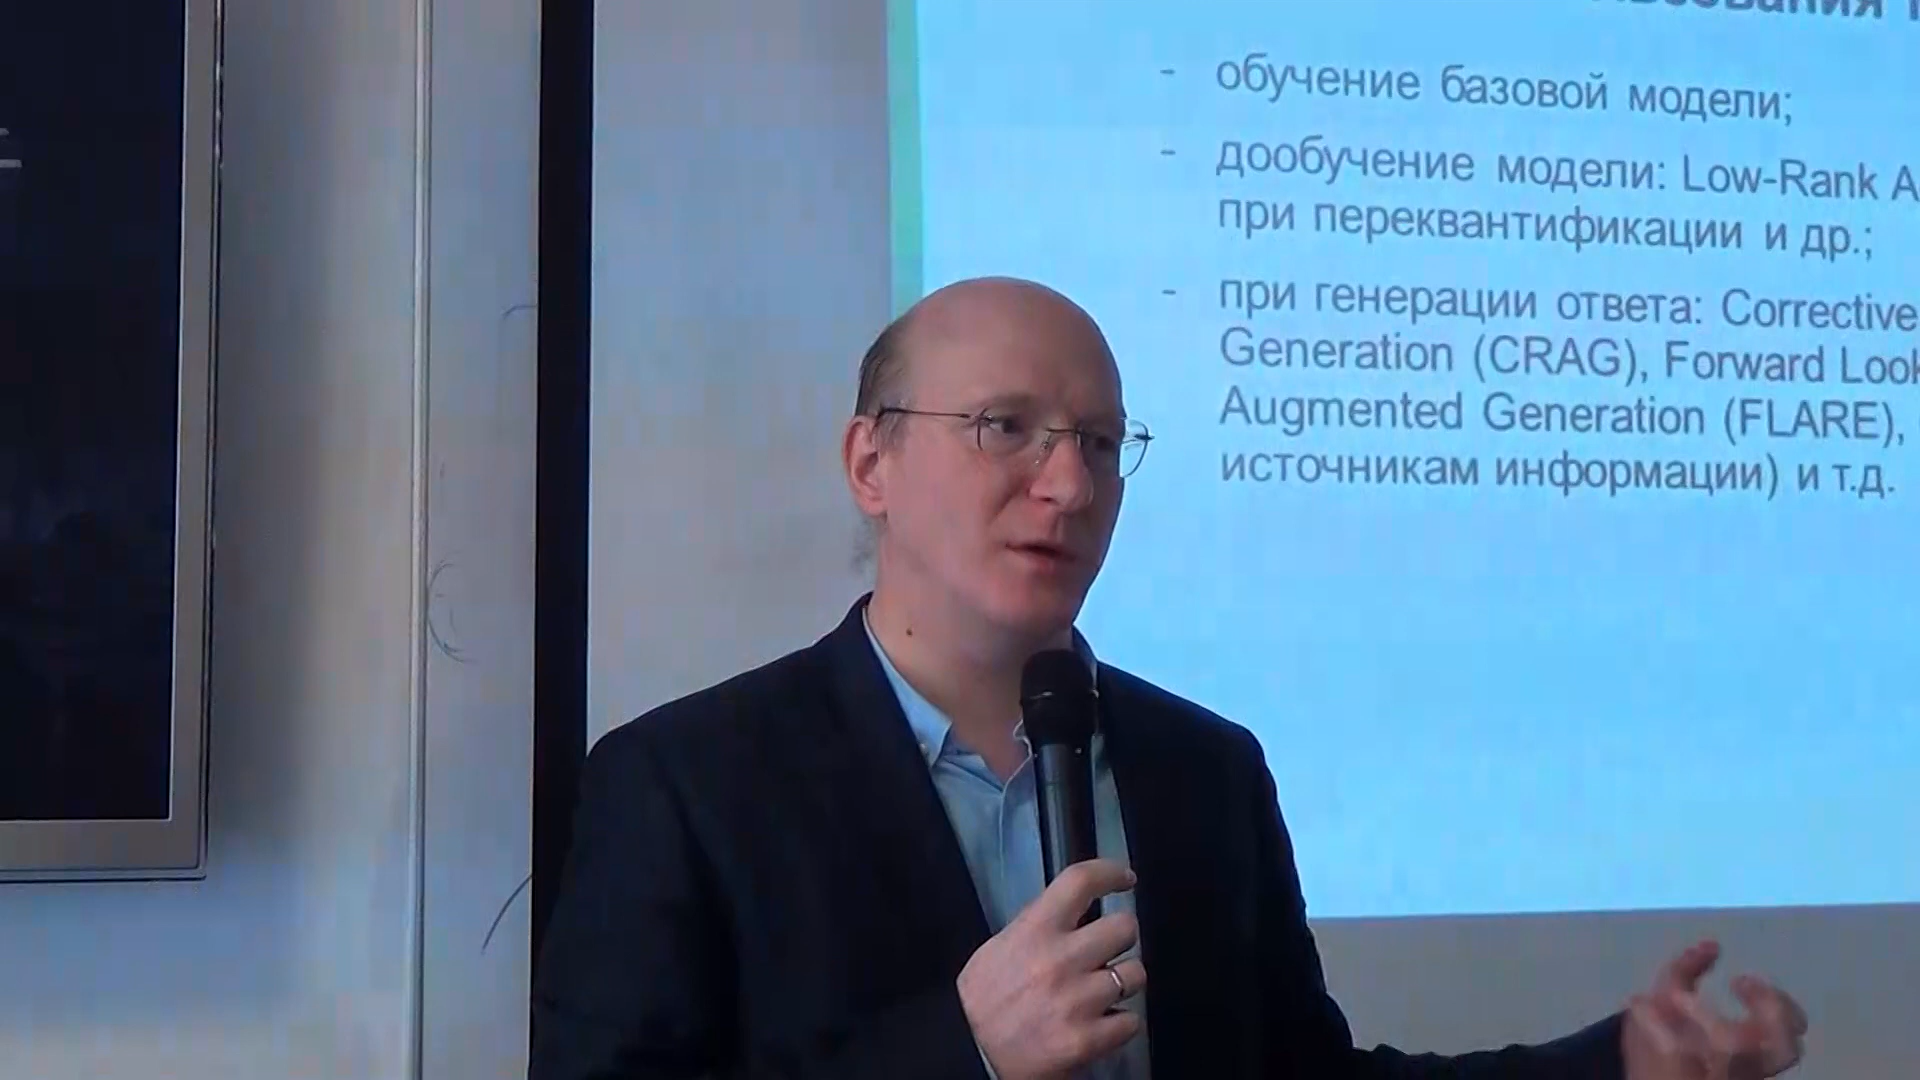 - обучение базовой модели;
- дообучение модели: Low-Rank
при переквантификации и др.;
- при генерации ответа: Corrective
Generation (CRAG), Forward
Augmented Generation (FLARE),
источникам информации) и т.д.